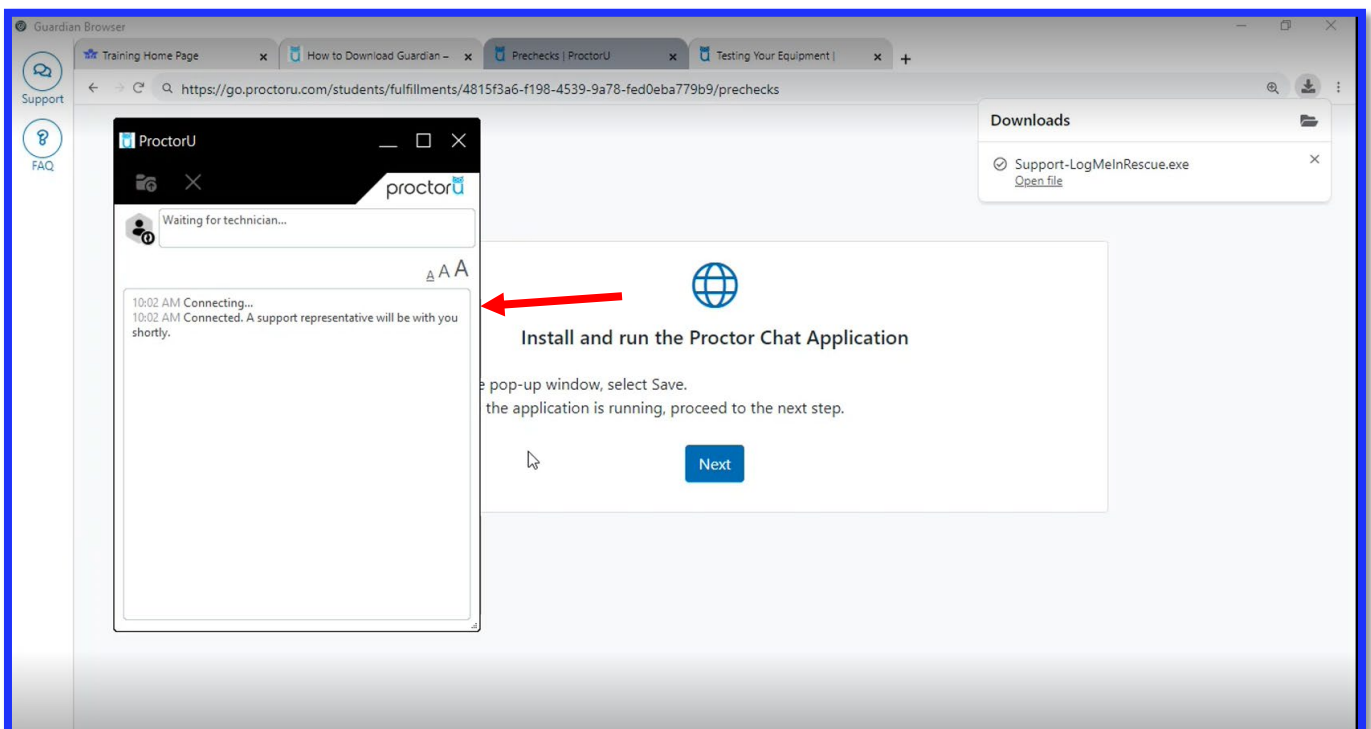 Guardian Browser
Training Home Page
How to Download Guardian –
Prechecks | ProctorU
Testing Your Equipment |
Support
https://go.proctoru.com/students/fulfillments/4815f3a6-f198-4539-9a78-fed0eba779b9/prechecks
FAQ
Downloads
Support-LogMeInRescue.exe
Open file
ProctorU
proctoru
Waiting for technician...
A A A
10:02 AM Connecting...
10:02 AM Connected. A support representative will be with you
shortly.
Install and run the Proctor Chat Application
pop-up window, select Save.
the application is running, proceed to the next step.
Next